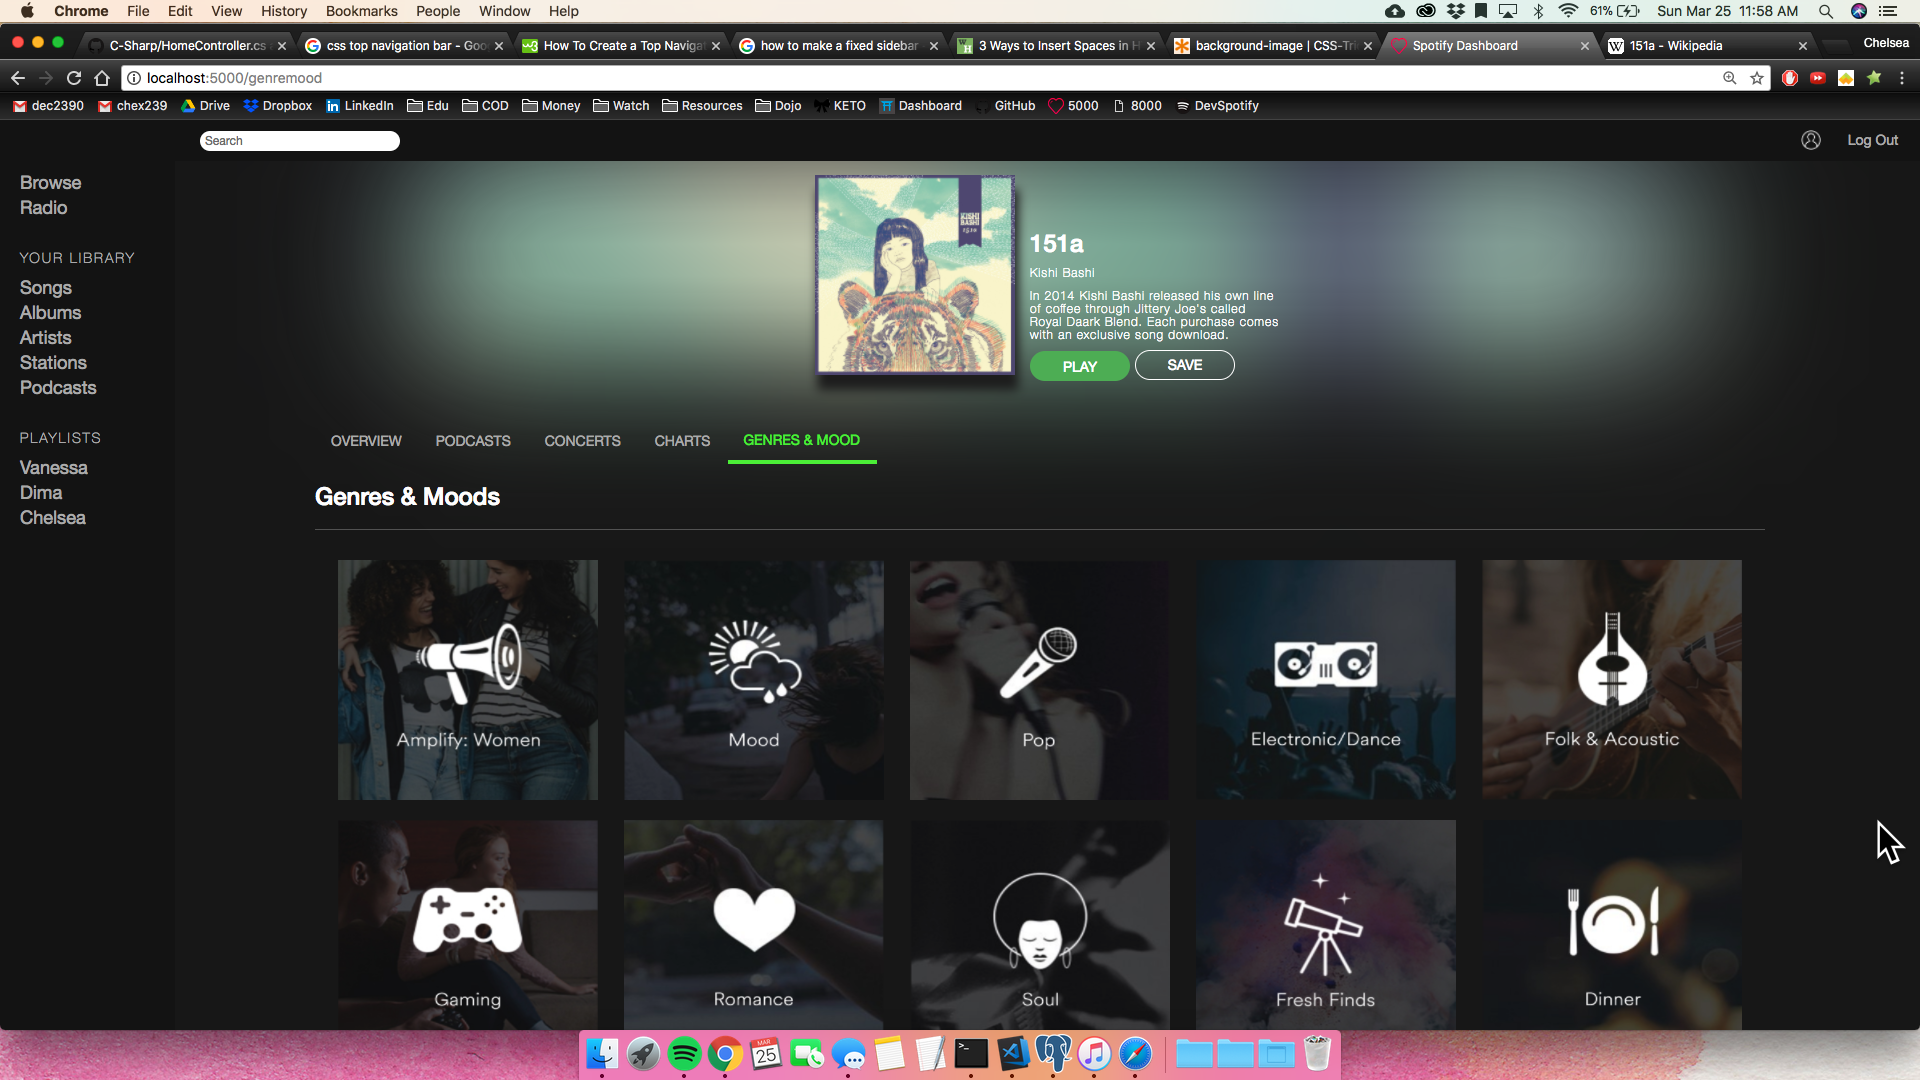 Chrome File Edit View History Bookmarks People Window Help 61% Sun Mar 25 11:58 AM
C-Sharp/HomeController.cs css top navigation bar - Goo How To Create a Top Navigat how to make a fixed sidebar 3 Ways to Insert Spaces in H background-image | CSS-Tri Spotify Dashboard 151a - Wikipedia Chelsea
localhost:5000/genremood
dec2390 chex239 Drive Dropbox LinkedIn Edu COD Money Watch Resources Dojo KETO Dashboard GitHub 5000 8000 DevSpotify
Search
Log Out
Browse
Radio
YOUR LIBRARY
Songs
Albums
Artists
Stations
Podcasts
PLAYLISTS
Vanessa
Dima
Chelsea
KISHI
BASHI
151a
151a
Kishi Bashi
In 2014 Kishi Bashi released his own line
of coffee through Jittery Joe's called
Royal Daark Blend. Each purchase comes
with an exclusive song download.
PLAY SAVE
OVERVIEW PODCASTS CONCERTS CHARTS GENRES & MOOD
Genres & Moods
Amplify: Women
Mood
Pop
Electronic/Dance
Folk & Acoustic
Gaming
Romance
Soul
Fresh Finds
Dinner
MAR
25